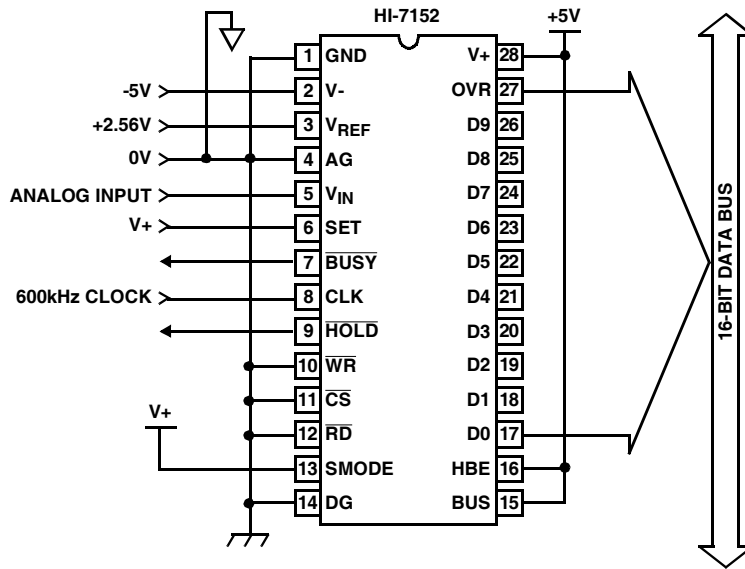 HI-7152
+5V
1 GND V+ 28
-5V 2 V- OVR 27
+2.56V 3 VREF D9 26
0V 4 AG D8 25
ANALOG INPUT 5 VIN D7 24
V+ 6 SET D6 23
7 BUSY D5 22
600kHz CLOCK 8 CLK D4 21
9 HOLD D3 20
10 WR D2 19
11 CS D1 18
V+
12 RD D0 17
13 SMODE HBE 16
14 DG BUS 15
16-BIT DATA BUS